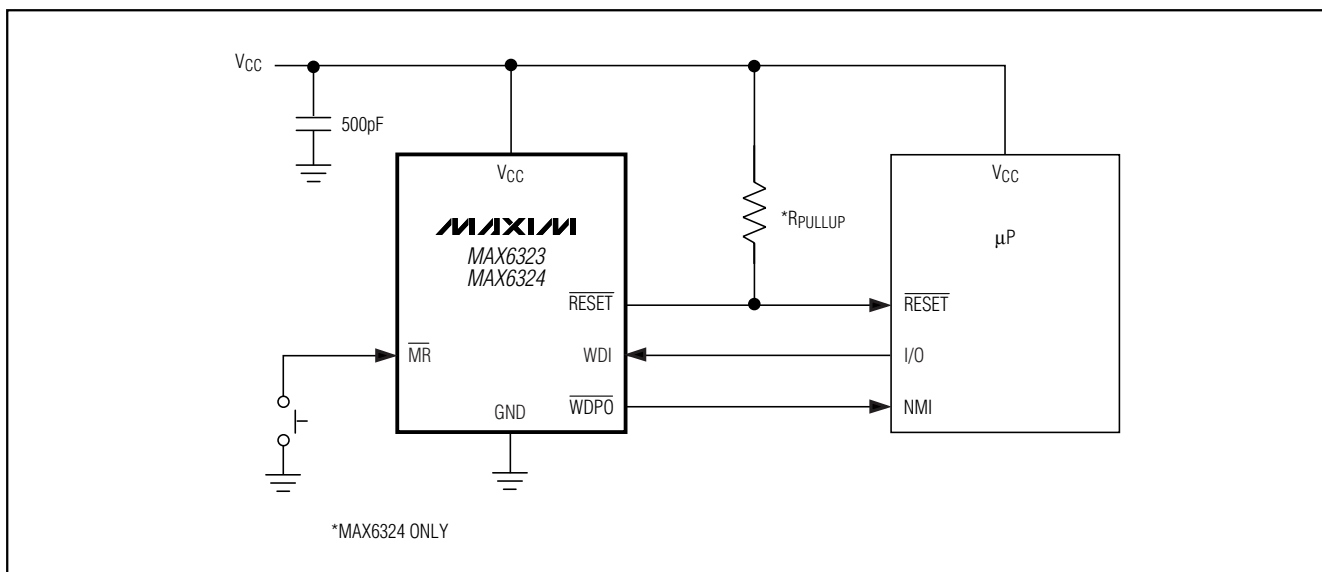 VCC
500pF
VCC
MAXIM
MAX6323
MAX6324
RESET
MR
WDI
GND
WDPO
*RPULLUP
VCC
µP
RESET
I/O
NMI
*MAX6324 ONLY